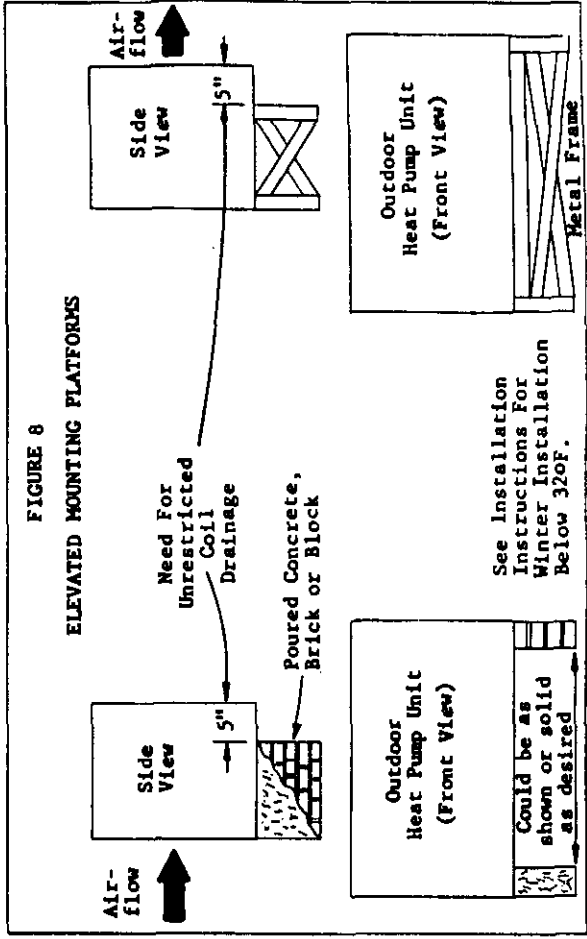 FIGURE 8
ELEVATED MOUNTING PLATFORMS
Air-
flow
Side
View
5"
Need For
Unrestricted
Coil
Drainage
Poured Concrete,
Brick or Block
Side
View
5"
Air-
flow
Outdoor
Heat Pump Unit
(Front View)
Could be as
shown or solid
as desired
See Installation
Instructions For
Winter Installation
Below 32oF.
Outdoor
Heat Pump Unit
(Front View)
Metal Frame